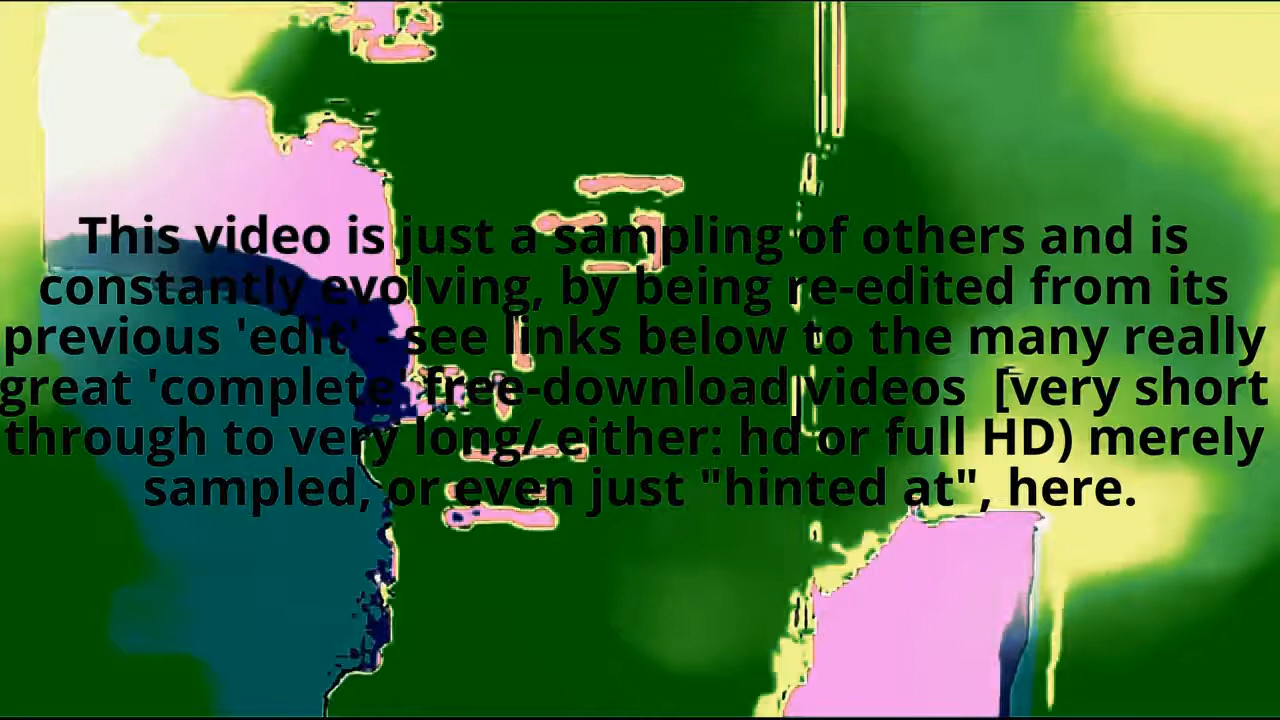 This video is just a sampling of others and is
constantly evolving, by being re-edited from its
previous 'edit' - see links below to the many really
great 'complete' free-download videos [very short
through to very long/ either: hd or full HD) merely
sampled, or even just "hinted at", here.